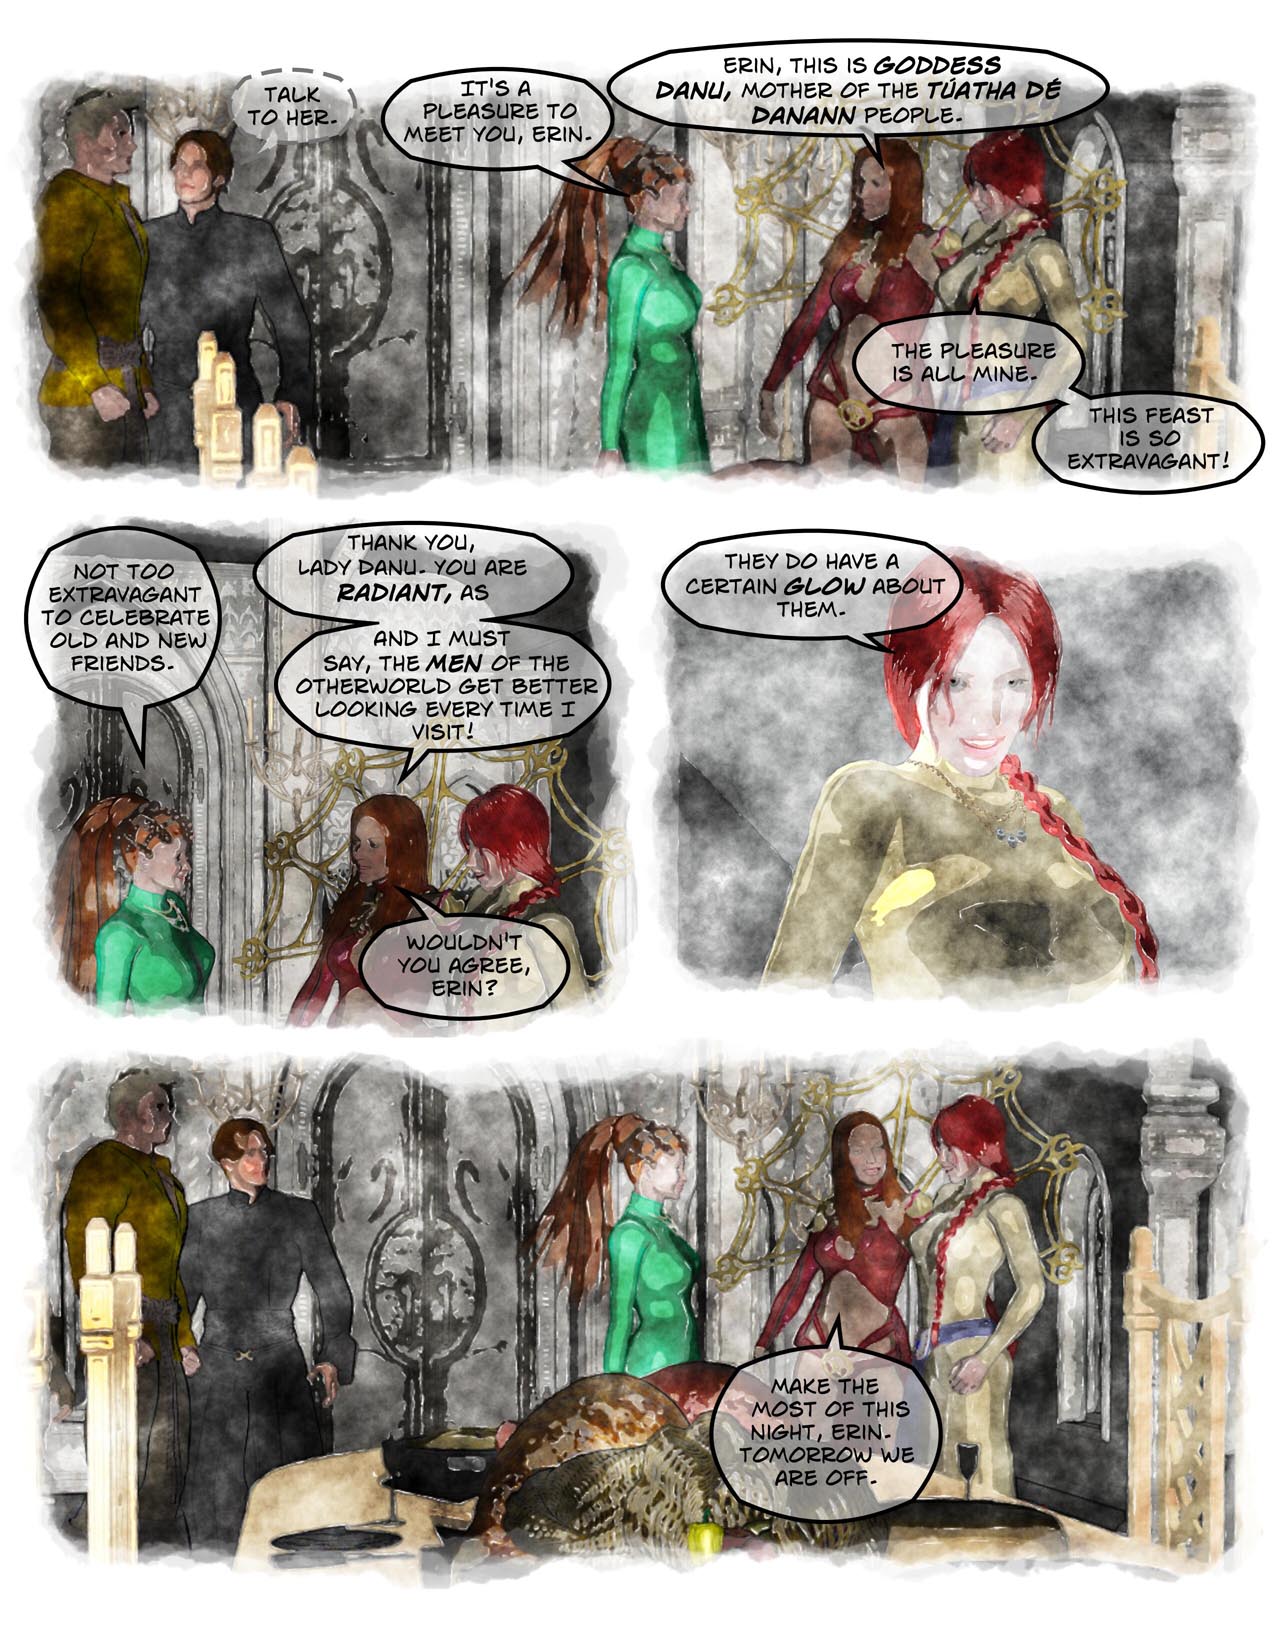 TALK
TO HER.
IT'S A
PLEASURE TO
MEET YOU, ERIN.
ERIN, THIS IS GODDESS
DANU, MOTHER OF THE TÚATHA DÉ
DANANN PEOPLE.
THE PLEASURE
IS ALL MINE.
THIS FEAST
IS SO
EXTRAVAGANT!
NOT TOO
EXTRAVAGANT
TO CELEBRATE
OLD AND NEW
FRIENDS.
THANK YOU,
LADY DANU. YOU ARE
RADIANT, AS
AND I MUST
SAY, THE MEN OF THE
OTHERWORLD GET BETTER
LOOKING EVERY TIME I
VISIT!
WOULDN'T
YOU AGREE,
ERIN?
THEY DO HAVE A
CERTAIN GLOW ABOUT
THEM.
MAKE THE
MOST OF THIS
NIGHT, ERIN.
TOMORROW WE
ARE OFF.